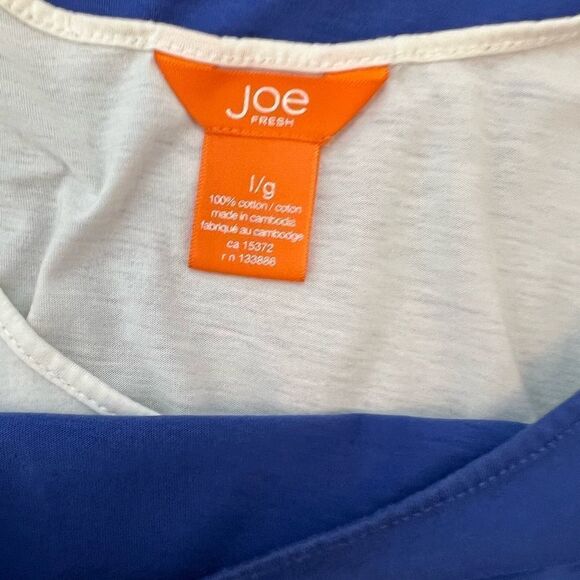 Joe
FRESH
l/g
100% cotton / coton
made in cambodia
fabriqué au cambodge
ca 15372
r n 133886